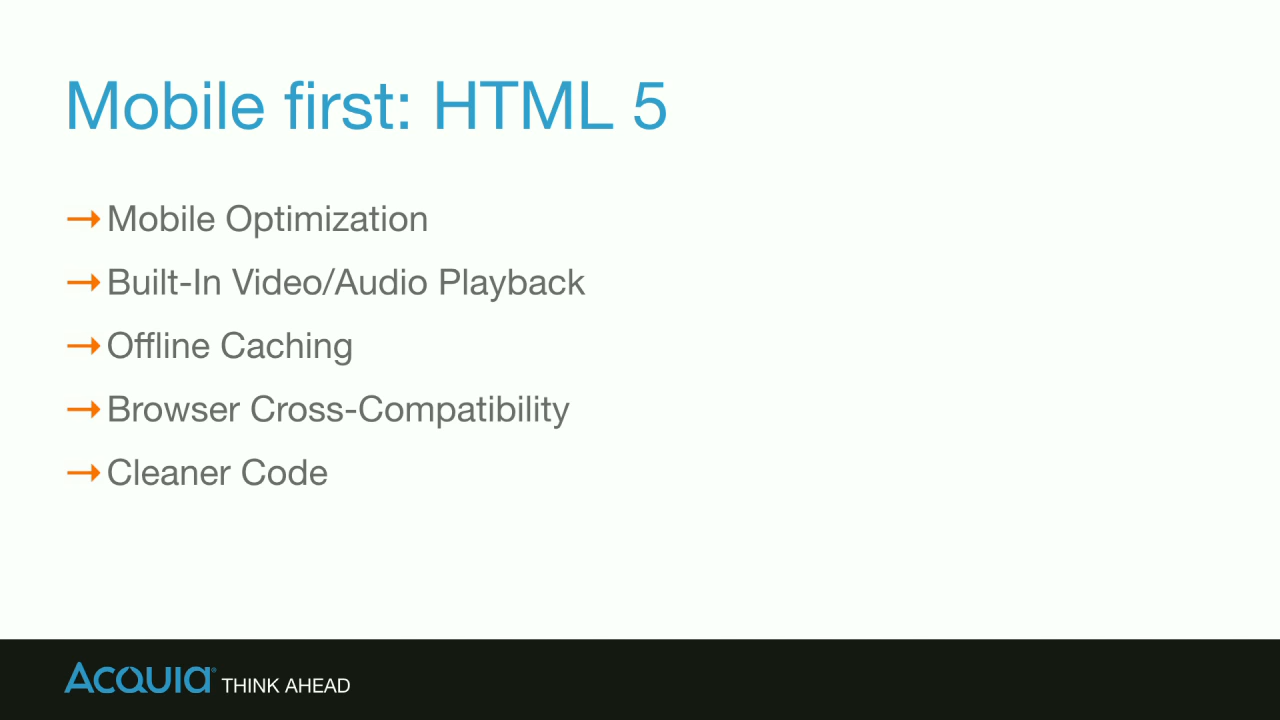 Mobile first: HTML 5
→ Mobile Optimization
→ Built-In Video/Audio Playback
→ Offline Caching
→ Browser Cross-Compatibility
→ Cleaner Code
Acquia® THINK AHEAD